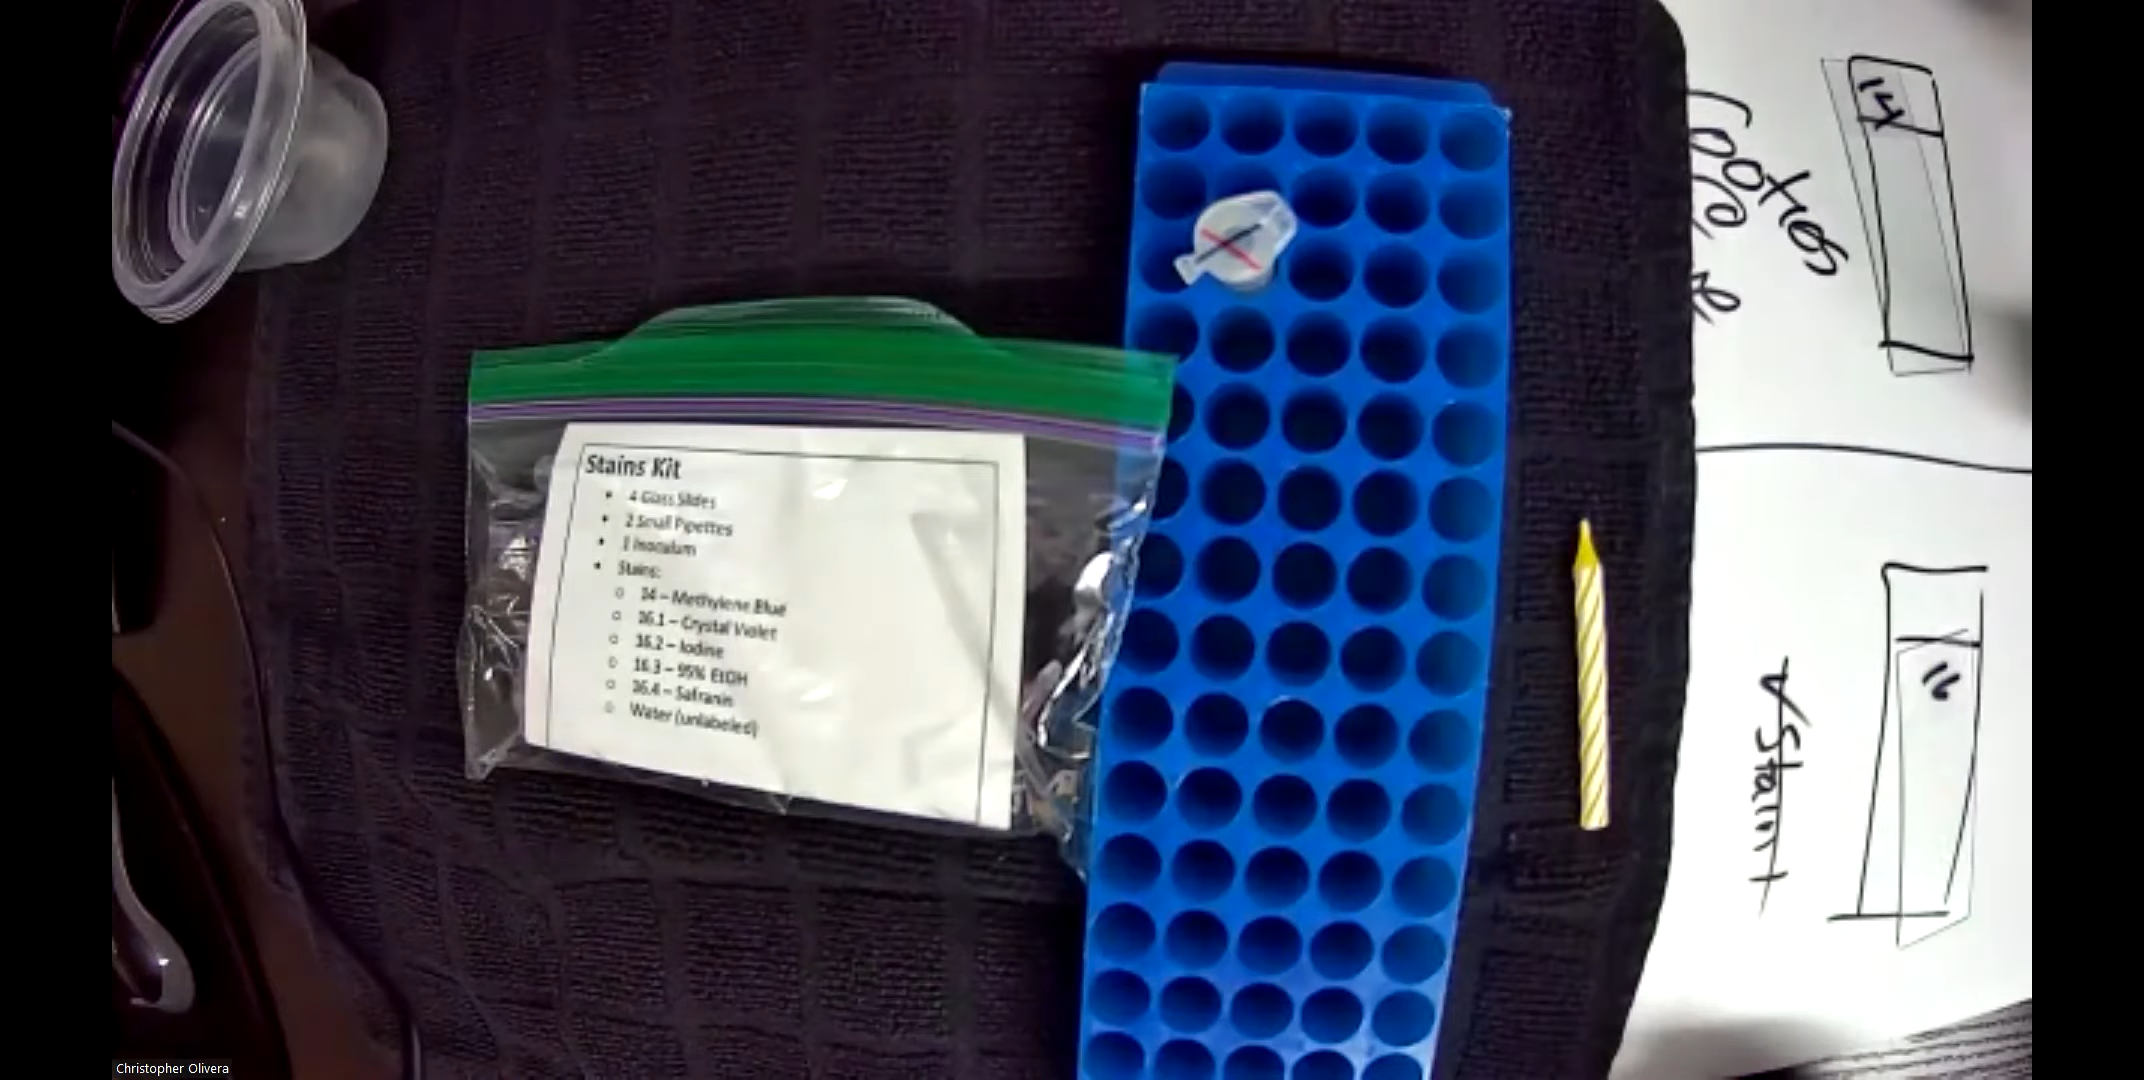 Stains Kit
• 4 Glass Slides
• 2 Small Pipettes
• 1 Inoculum
• Stains:
o 14 – Methylene Blue
o 16.1 – Crystal Violet
o 16.2 – Iodine
o 16.3 – 95% EtOH
o 16.4 – Safranin
o Water (unlabeled)
14
16
Christopher Olivera